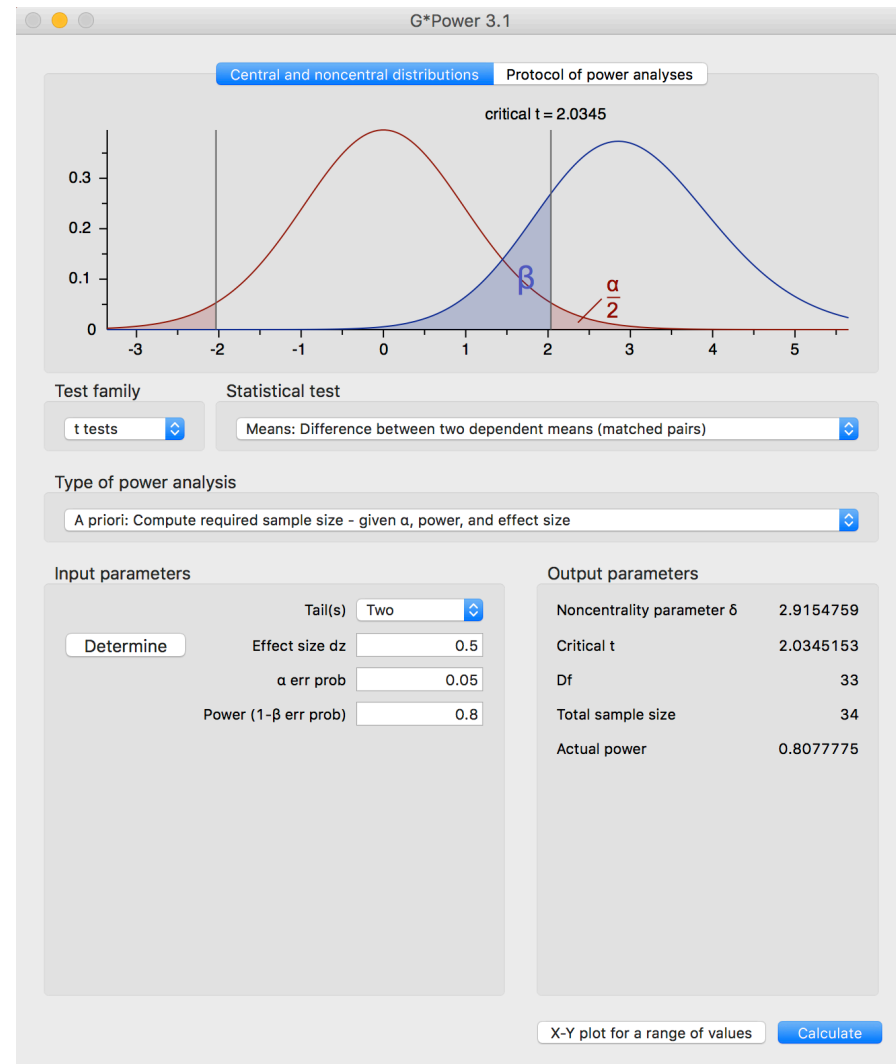 G*Power 3.1
Central and noncentral distributions
Protocol of power analyses
critical t = 2.0345
0.3
0.2
0.1
0
β
α
2
-3 -2 -1 0 1 2 3 4 5
Test family
Statistical test
t tests
Means: Difference between two dependent means (matched pairs)
Type of power analysis
A priori: Compute required sample size - given α, power, and effect size
Input parameters
Output parameters
Tail(s) Two
Noncentrality parameter δ 2.9154759
Determine
Effect size dz 0.5
Critical t 2.0345153
α err prob 0.05
Df 33
Power (1-β err prob) 0.8
Total sample size 34
Actual power 0.8077775
X-Y plot for a range of values
Calculate